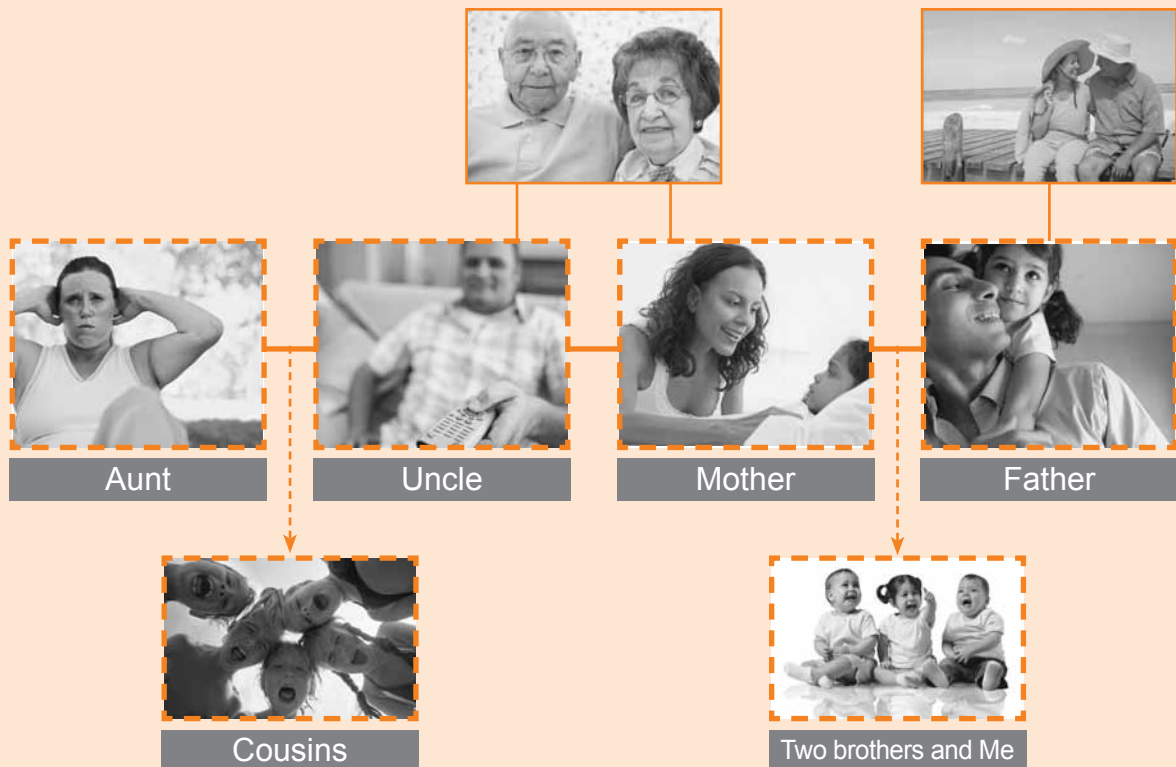 Aunt
Uncle
Mother
Father
Cousins
Two brothers and Me